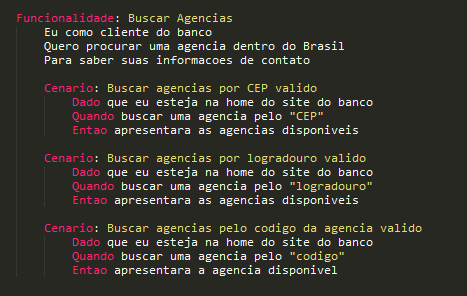 Funcionalidade: Buscar Agencias
Eu como cliente do banco
Quero procurar uma agencia dentro do Brasil
Para saber suas informacoes de contato
Cenario: Buscar agencias por CEP valido
Dado que eu esteja na home do site do banco
Quando buscar uma agencia pelo "CEP"
Entao apresentara as agencias disponiveis
Cenario: Buscar agencias por logradouro valido
Dado que eu esteja na home do site do banco
Quando buscar uma agencia pelo "logradouro"
Entao apresentara as agencias disponiveis
Cenario: Buscar agencias pelo codigo da agencia valido
Dado que eu esteja na home do site do banco
Quando buscar uma agencia pelo "codigo"
Entao apresentara a agencia disponivel